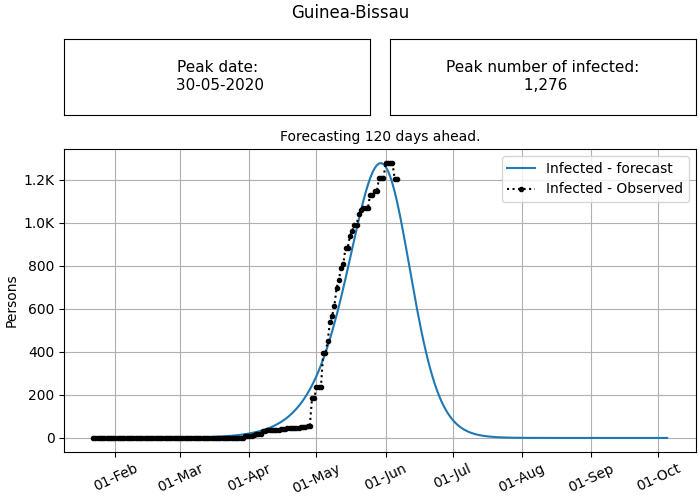 Guinea-Bissau
Peak date:
30-05-2020
Peak number of infected:
1,276
Forecasting 120 days ahead.
Infected - forecast
Infected - Observed
Persons
1.2K
1.0K
800
600
400
200
0
01-Feb
01-Mar
01-Apr
01-May
01-Jun
01-Jul
01-Aug
01-Sep
01-Oct